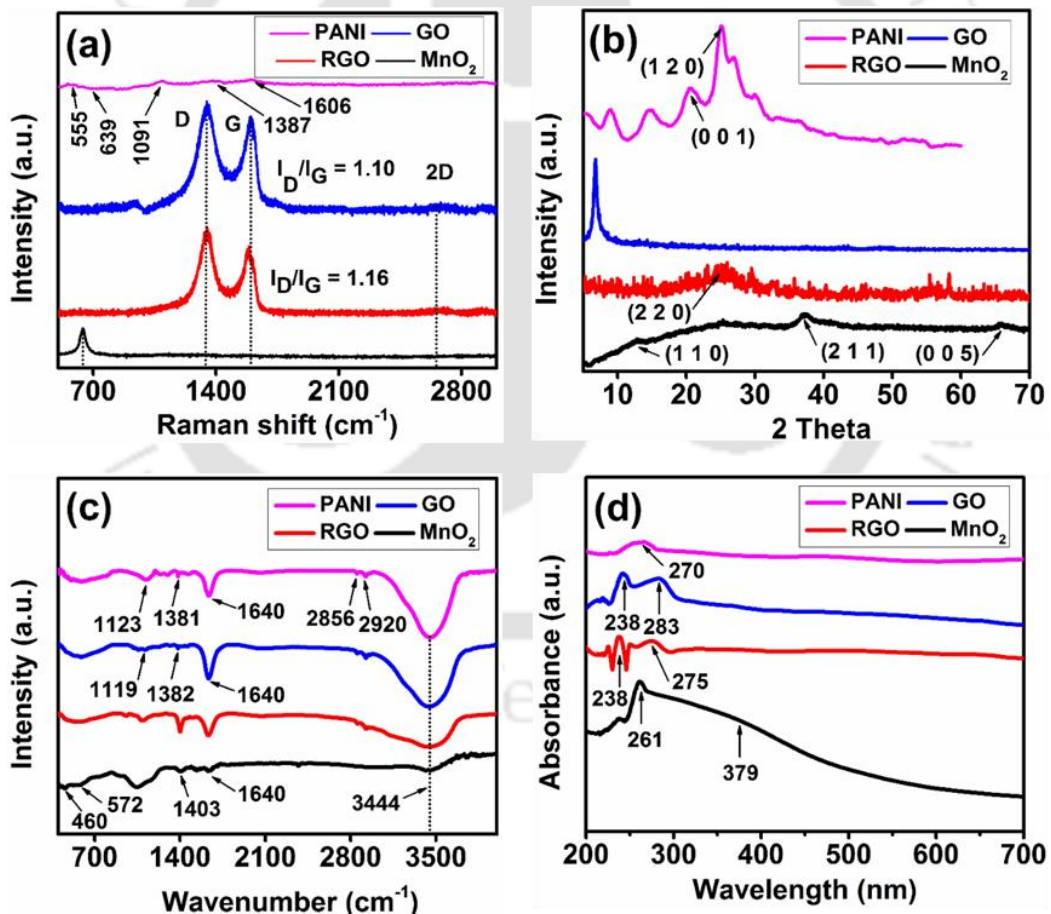 (a)
PANI GO
RGO MnO₂
555
639
1091
1387
1606
D G
I_D/I_G = 1.10
2D
I_D/I_G = 1.16
700 1400 2100 2800
Raman shift (cm⁻¹)
Intensity (a.u.)
(b)
PANI GO
RGO MnO₂
(1 2 0)
(0 0 1)
(2 2 0)
(1 1 0)
(2 1 1)
(0 0 5)
10 20 30 40 50 60 70
2 Theta
Intensity (a.u.)
(c)
PANI GO
RGO MnO₂
1123 1381 1640 2856 2920
1119 1382 1640
460 572 1403 1640 3444
700 1400 2100 2800 3500
Wavenumber (cm⁻¹)
Intensity (a.u.)
(d)
PANI GO
RGO MnO₂
270
238 283
238 275
261 379
200 300 400 500 600 700
Wavelength (nm)
Absorbance (a.u.)